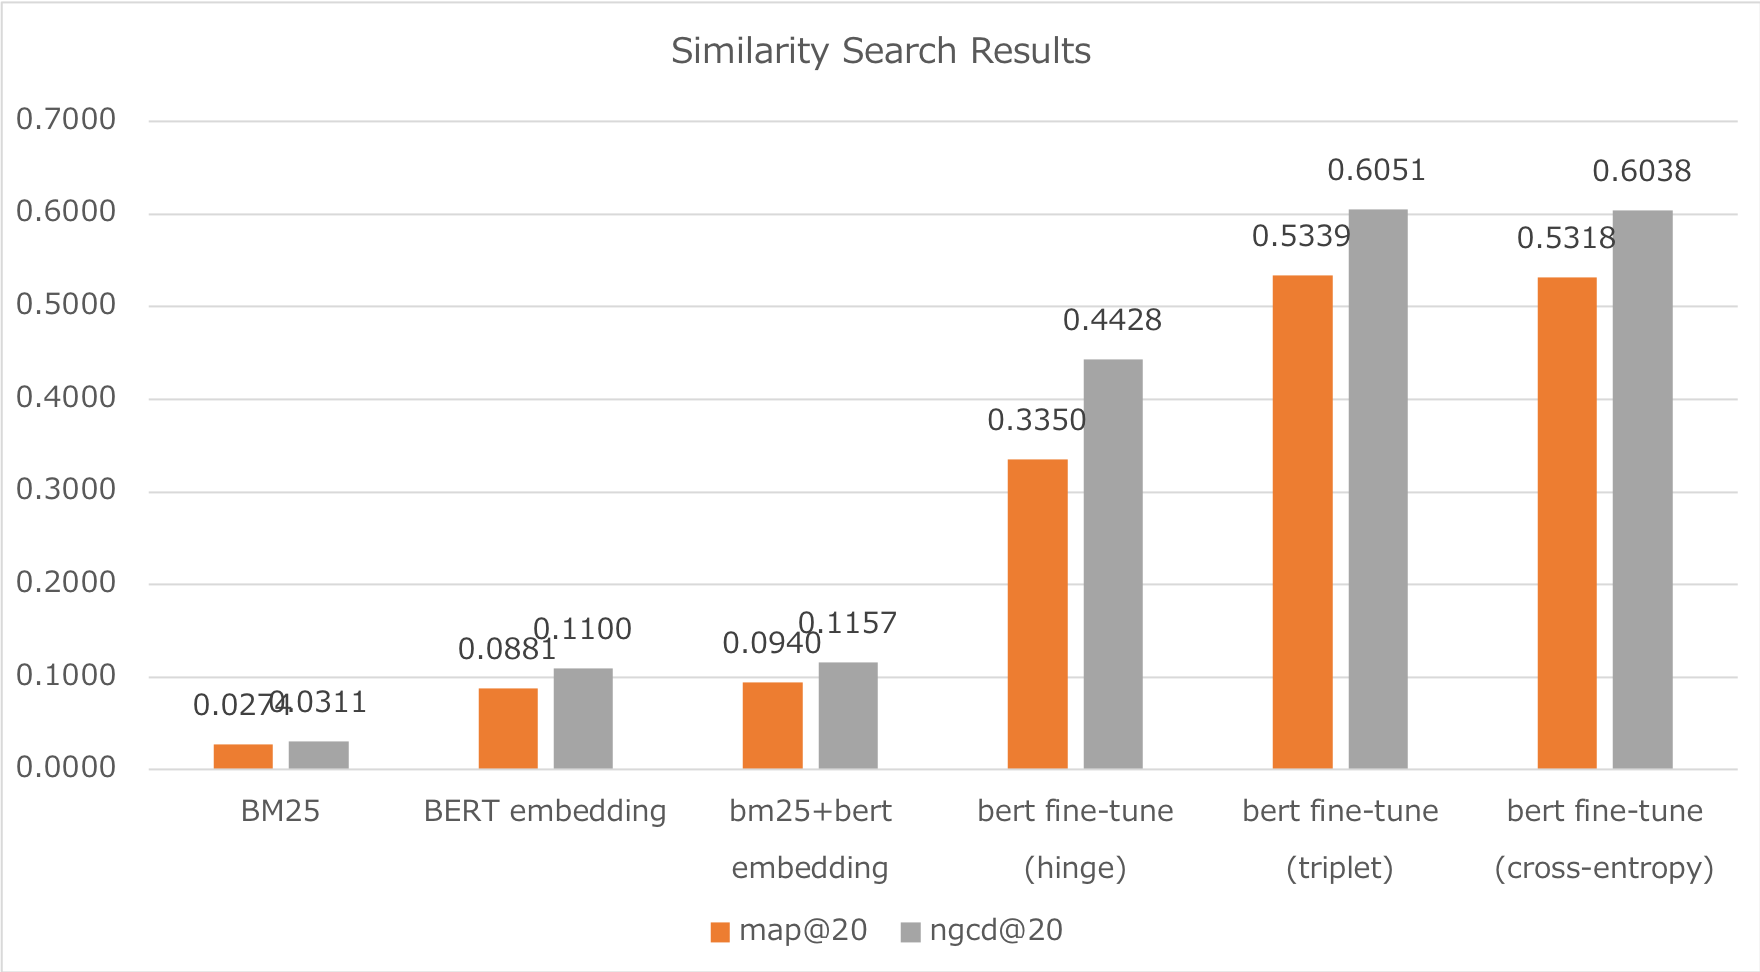 Similarity Search Results
0.7000
0.6000
0.5000
0.4000
0.3000
0.2000
0.1000
0.0000
0.0274
0.0311
0.0881
0.1100
0.0940
0.1157
0.3350
0.4428
0.5339
0.6051
0.5318
0.6038
BM25
BERT embedding
bm25+bert
embedding
bert fine-tune
(hinge)
bert fine-tune
(triplet)
bert fine-tune
(cross-entropy)
map@20
ngcd@20